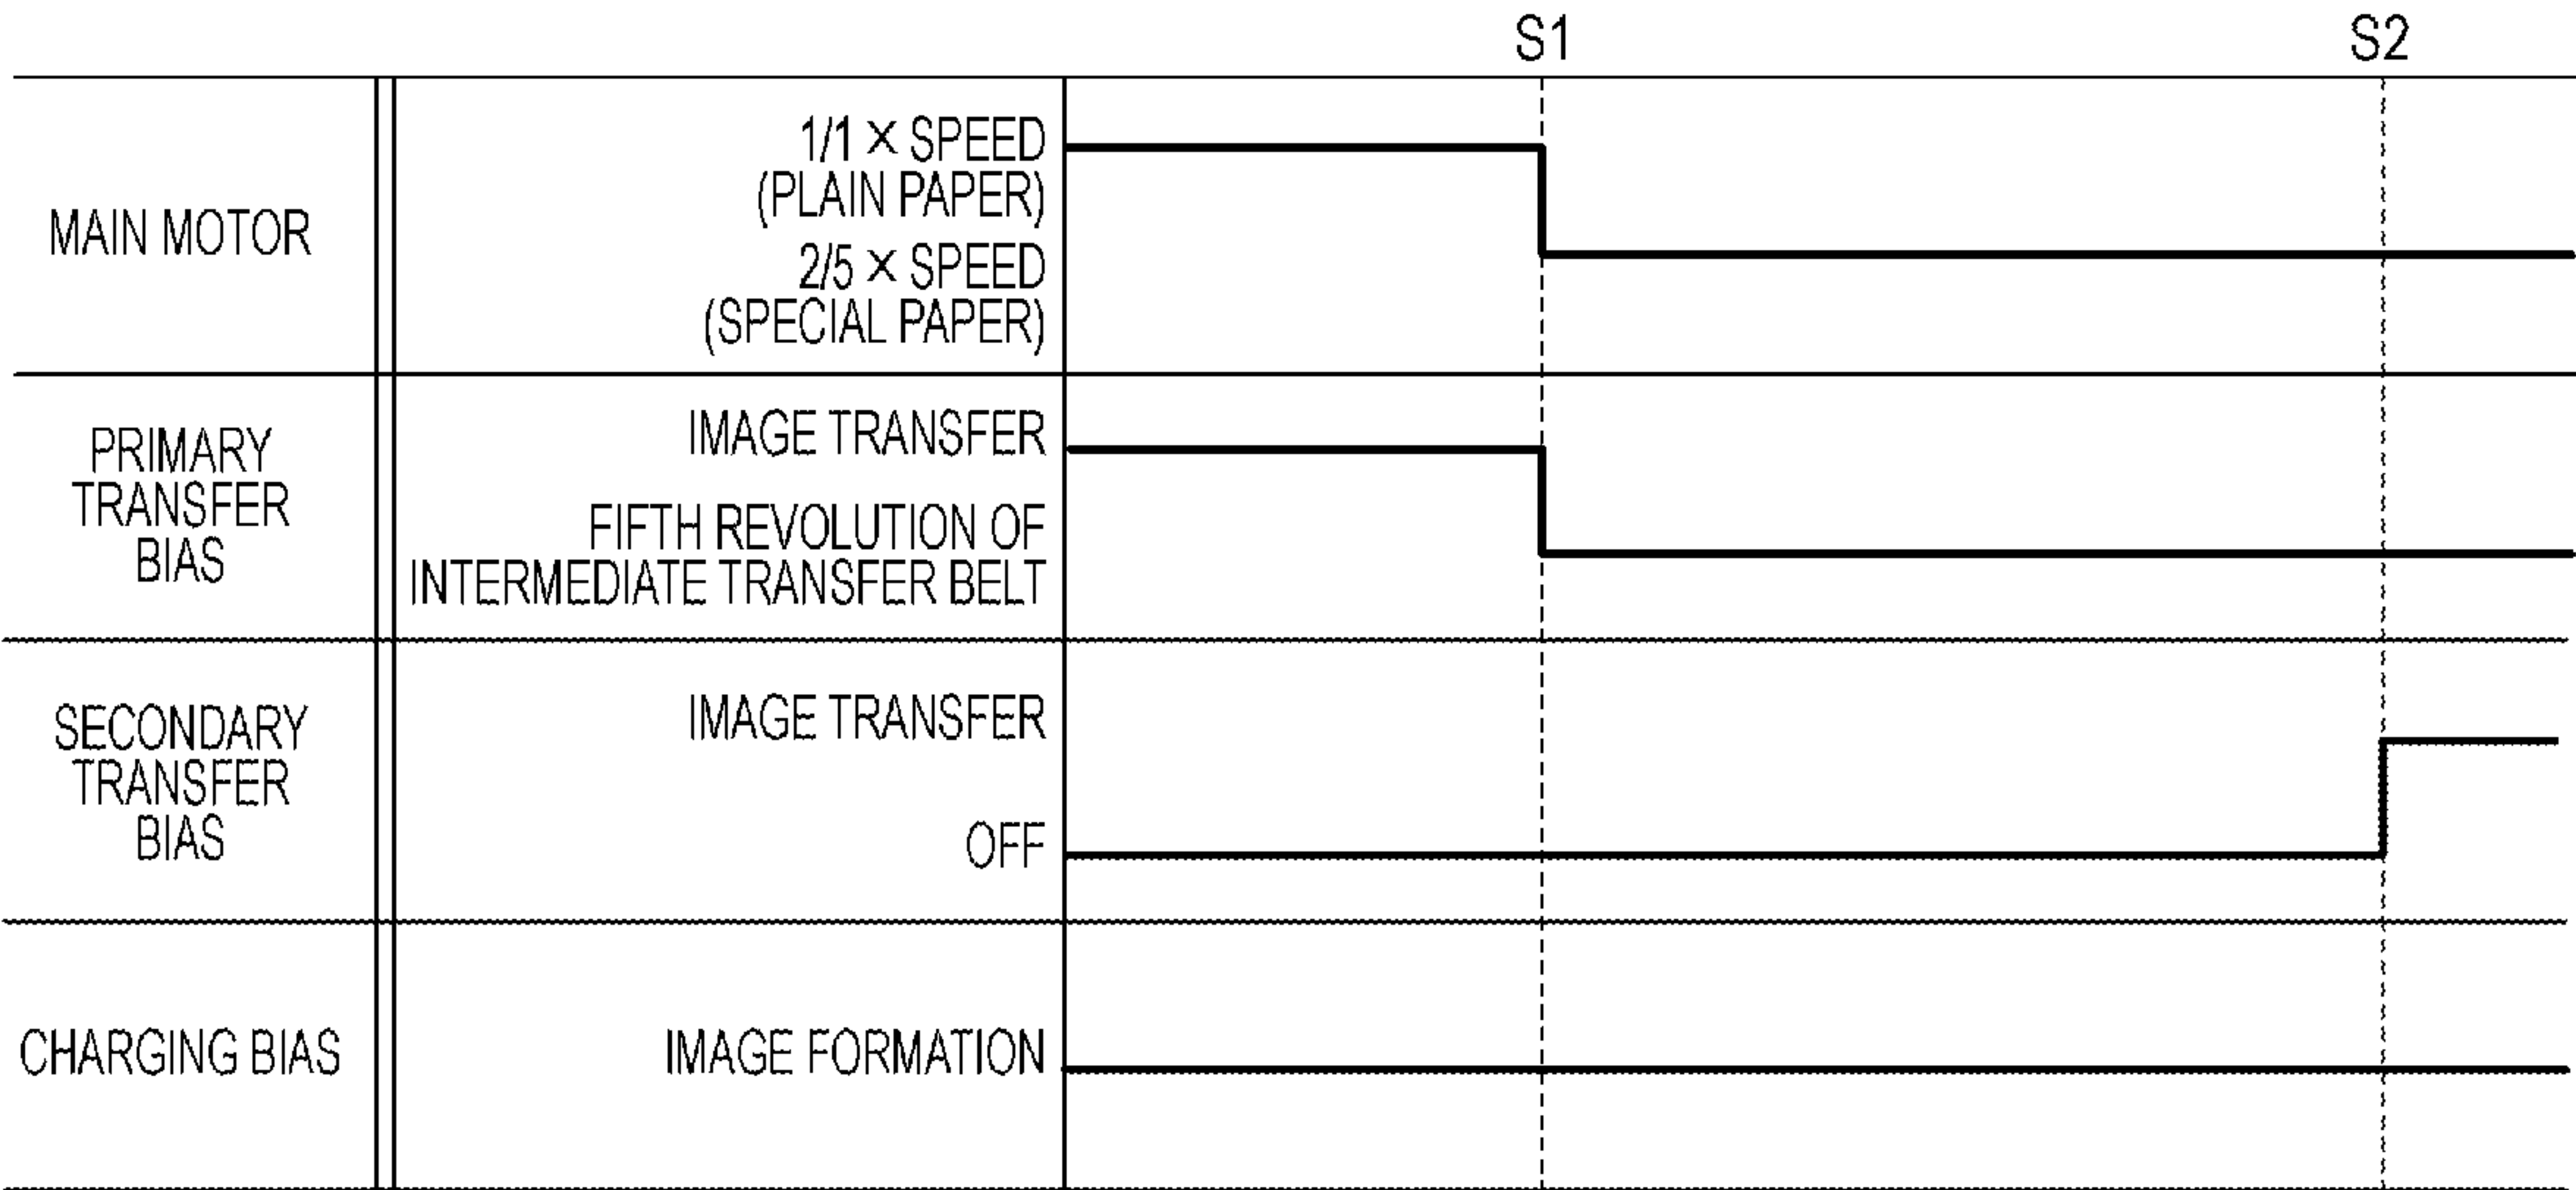 S1 S2
1/1 × SPEED
(PLAIN PAPER)
MAIN MOTOR
2/5 × SPEED
(SPECIAL PAPER)
PRIMARY
TRANSFER
BIAS
IMAGE TRANSFER
FIFTH REVOLUTION OF
INTERMEDIATE TRANSFER BELT
SECONDARY
TRANSFER
BIAS
IMAGE TRANSFER
OFF
CHARGING BIAS
IMAGE FORMATION